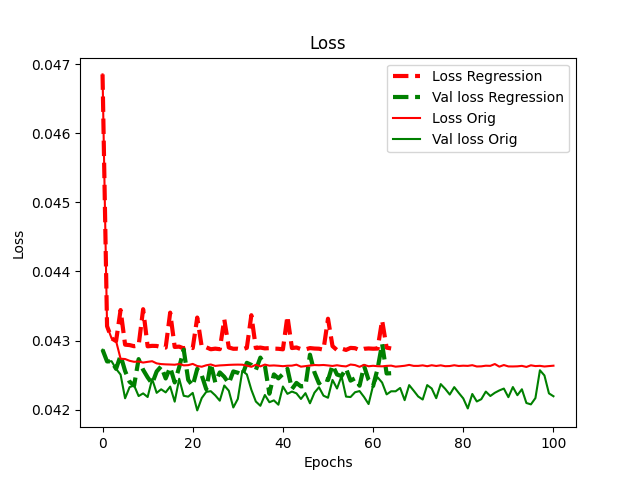 Loss
0.047
0.046
0.045
0.044
0.043
0.042
Loss
0
20
40
60
80
100
Epochs
Loss Regression
Val loss Regression
Loss Orig
Val loss Orig